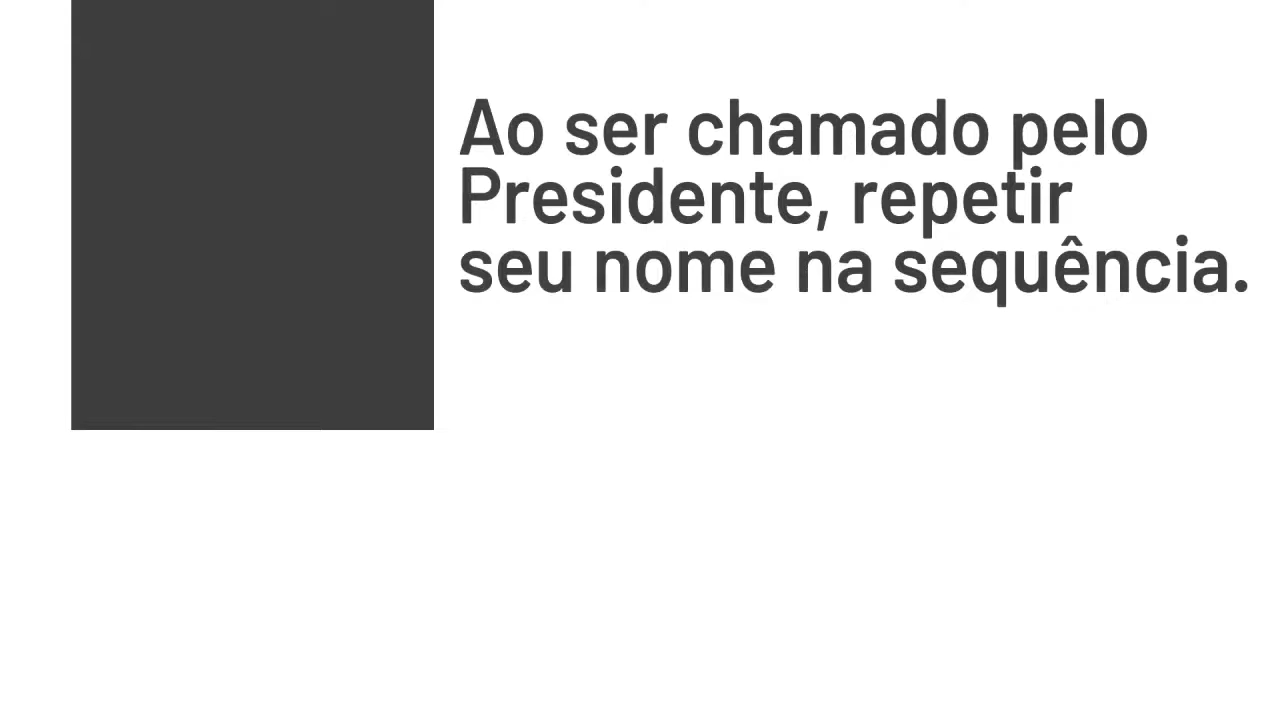 Ao ser chamado pelo
Presidente, repetir
seu nome na sequência.